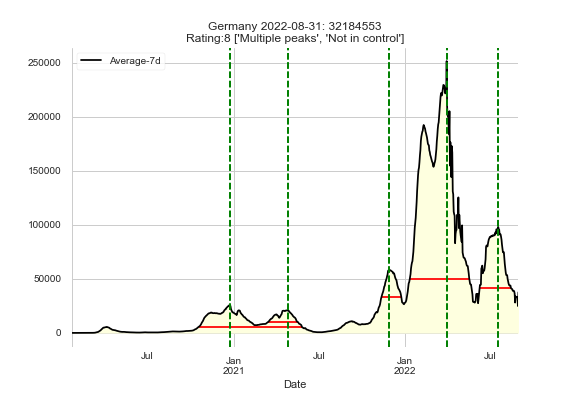 Germany 2022-08-31: 32184553
Rating:8 ['Multiple peaks', 'Not in control']
Average-7d
250000
200000
150000
100000
50000
0
Jul
Jan
2021
Jul
Jan
2022
Jul
Date